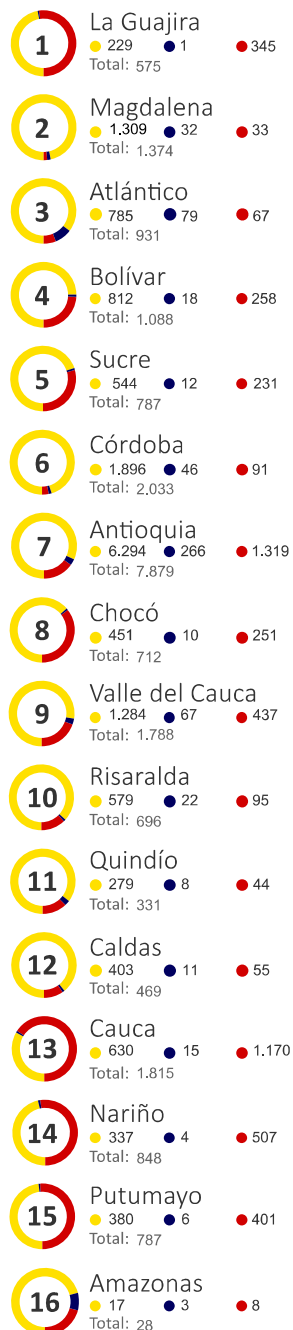 1
La Guajira
229 1 345
Total: 575
2
Magdalena
1.309 32 33
Total: 1.374
3
Atlántico
785 79 67
Total: 931
4
Bolívar
812 18 258
Total: 1.088
5
Sucre
544 12 231
Total: 787
6
Córdoba
1.896 46 91
Total: 2.033
7
Antioquia
6.294 266 1.319
Total: 7.879
8
Chocó
451 10 251
Total: 712
9
Valle del Cauca
1.284 67 437
Total: 1.788
10
Risaralda
579 22 95
Total: 696
11
Quindío
279 8 44
Total: 331
12
Caldas
403 11 55
Total: 469
13
Cauca
630 15 1.170
Total: 1.815
14
Nariño
337 4 507
Total: 848
15
Putumayo
380 6 401
Total: 787
16
Amazonas
17 3 8
Total: 28